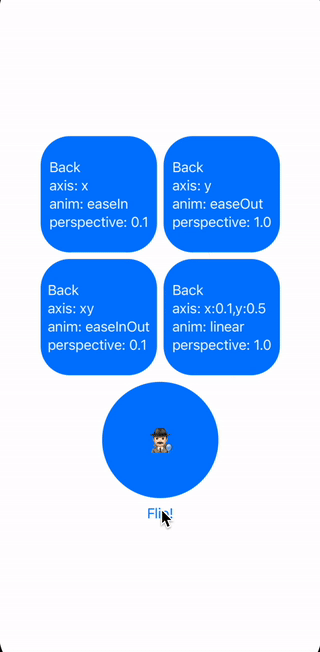 Back
axis: x
anim: easeIn
perspective: 0.1
Back
axis: y
anim: easeOut
perspective: 1.0
Back
axis: xy
anim: easeInOut
perspective: 0.1
Back
axis: x:0.1,y:0.5
anim: linear
perspective: 1.0
Flip!